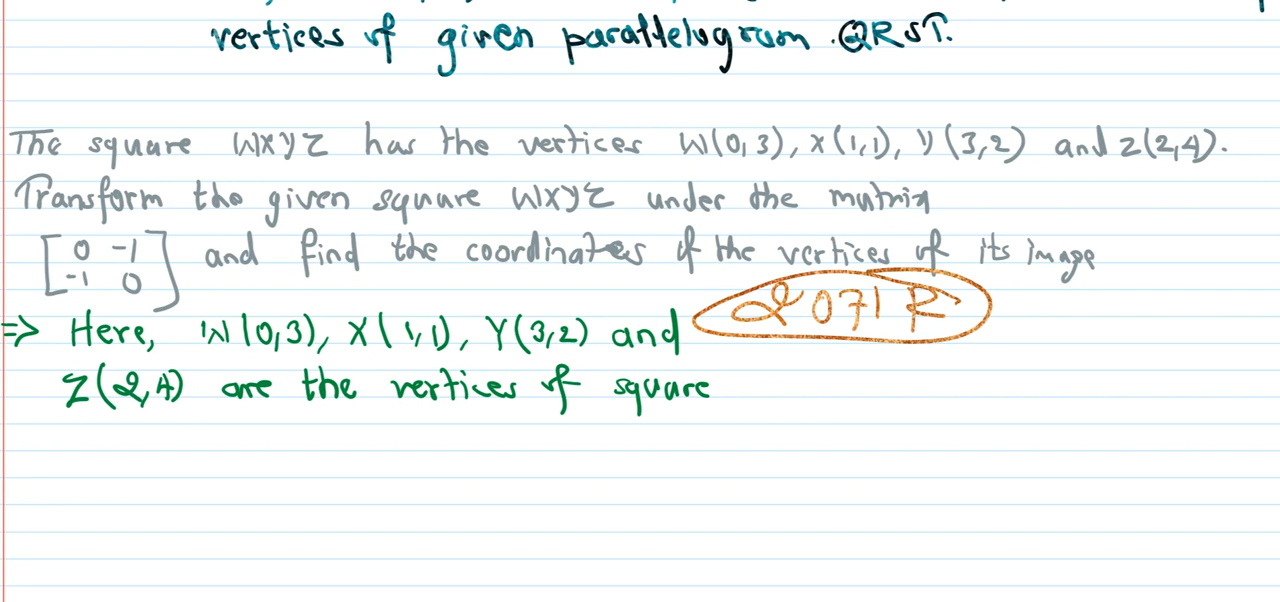 vertices of given parallelogram QRST.
The square WXYZ has the vertices W(0,3), X(1,1), Y(3,2) and Z(2,4).
Transform the given square WXYZ under the matrix
[0 -1
-1 0] and find the coordinates of the vertices of its image
2071 R
=> Here, W(0,3), X(1,1), Y(3,2) and
Z(2,4) are the vertices of square